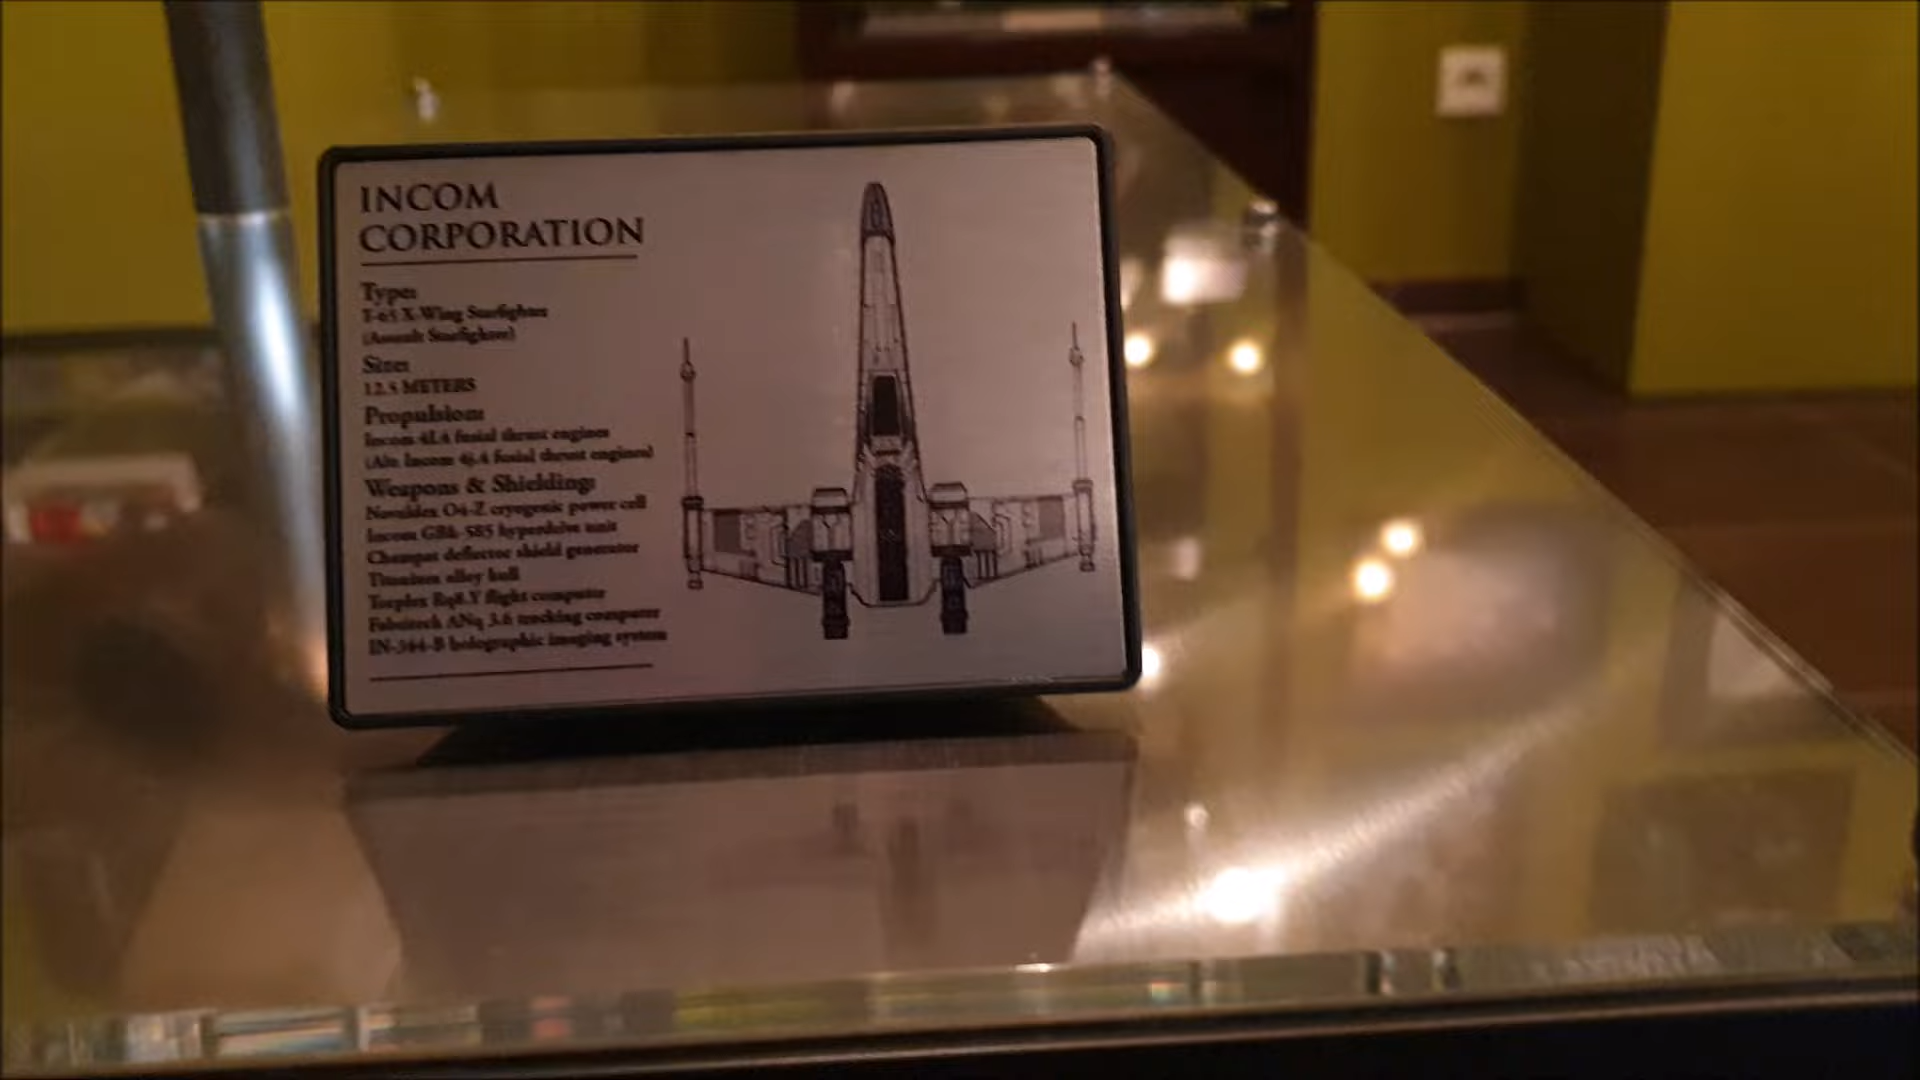 INCOM
CORPORATION
Type:
T-65 X-Wing Starfighter
(Assault Starfighter)
Size:
12.5 METERS
Propulsion:
Incom 4L4 fusial thrust engines
(Als: Incom 4j.4 fusial thrust engines)
Weapons & Shielding:
Novaldex 04-Z cryogenic power cell
Incom GBk-585 hyperdrive unit
Chempat deflector shield generator
Titanium alloy hull
Torplex Rq8.Y flight computer
Fabritech ANq 3.6 tracking computer
IN-344-B holographic imaging system